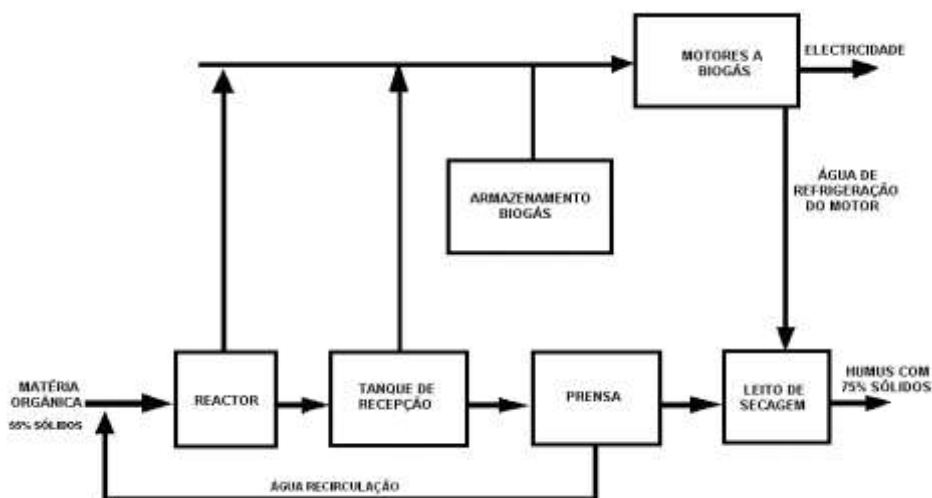 MOTORES A
BIOGÁS
ELECTRCIDADE
ARMAZENAMENTO
BIOGÁS
ÁGUA DE
REFRIGERAÇÃO
DO MOTOR
MATÉRIA
ORGÂNICA
55% SÓLIDOS
REACTOR
TANQUE DE
RECEPÇÃO
PRENSA
LEITO DE
SECAGEM
HUMUS COM
75% SÓLIDOS
ÁGUA RECIRCULAÇÃO